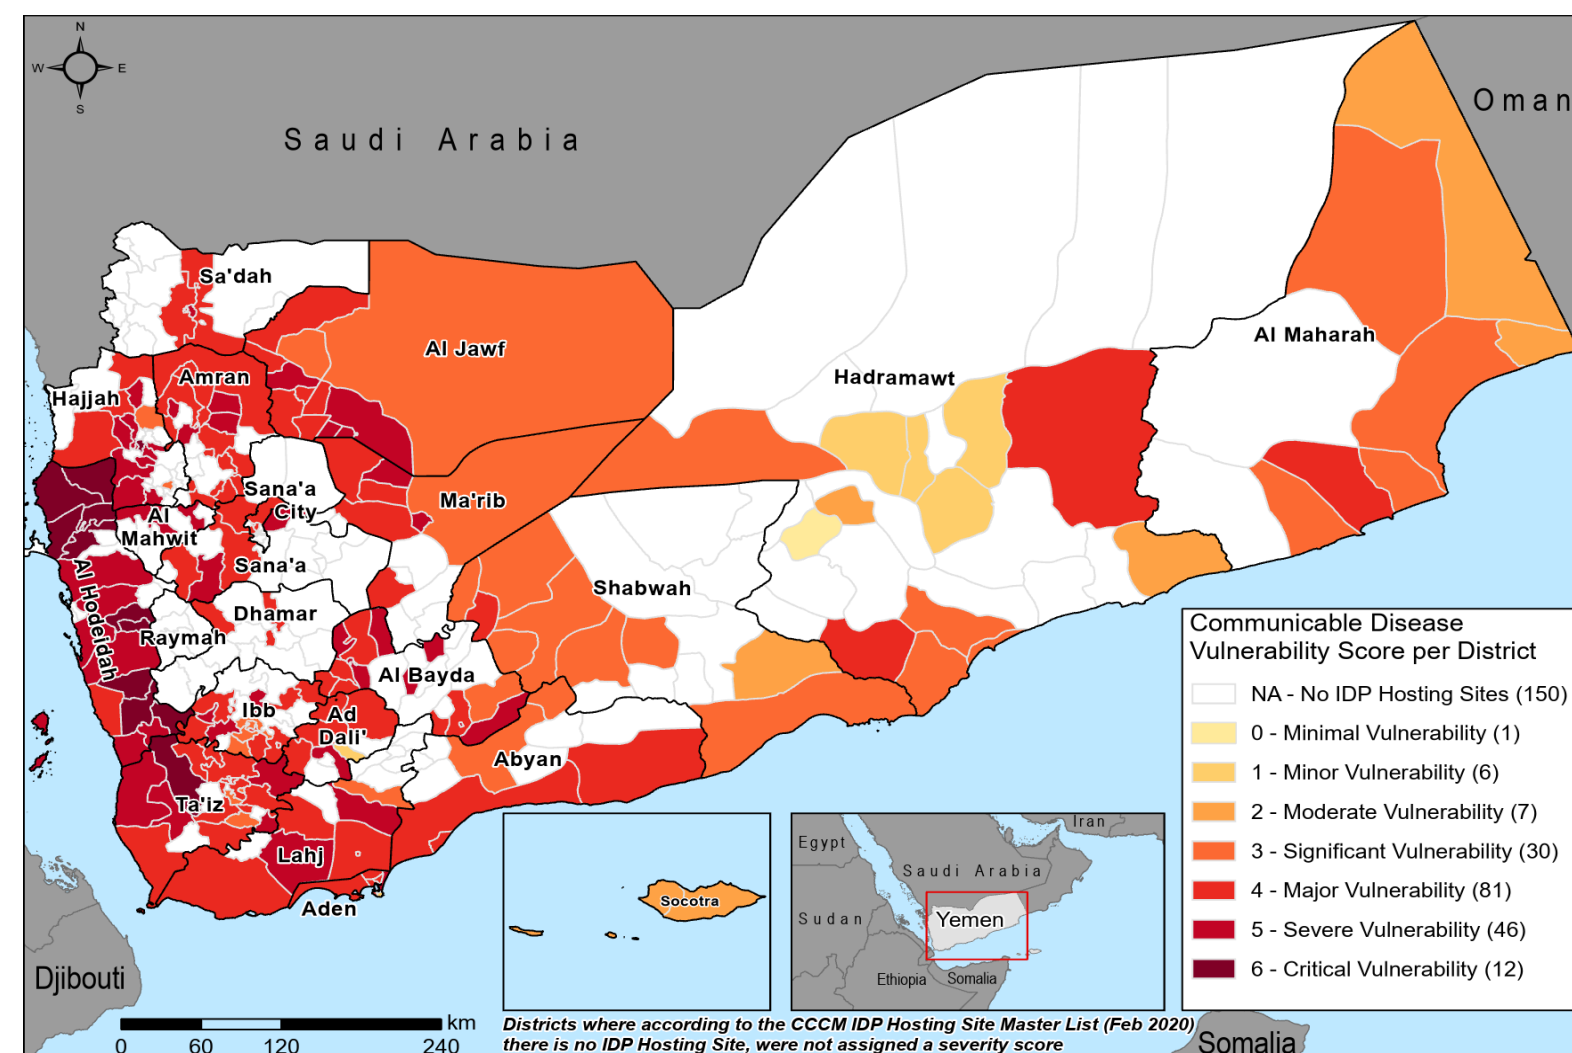 N
W E
S
Saudi Arabia
Oman
Sa'dah
Al Jawf
Al Maharah
Hadramawt
Amran
Hajjah
Sana'a
City
Ma'rib
Al
Mahwit
Sana'a
Shabwah
Al Hodeidah
Dhamar
Raymah
Al Bayda
Ibb
Ad
Dali'
Abyan
Ta'iz
Lahj
Aden
Djibouti
Somalia
Communicable Disease
Vulnerability Score per District
NA - No IDP Hosting Sites (150)
0 - Minimal Vulnerability (1)
1 - Minor Vulnerability (6)
2 - Moderate Vulnerability (7)
3 - Significant Vulnerability (30)
4 - Major Vulnerability (81)
5 - Severe Vulnerability (46)
6 - Critical Vulnerability (12)
Socotra
Egypt
Iran
Saudi Arabia
Sudan
Yemen
Ethiopia
Somalia
km
0 60 120 240
Districts where according to the CCCM IDP Hosting Site Master List (Feb 2020)
there is no IDP Hosting Site, were not assigned a severity score